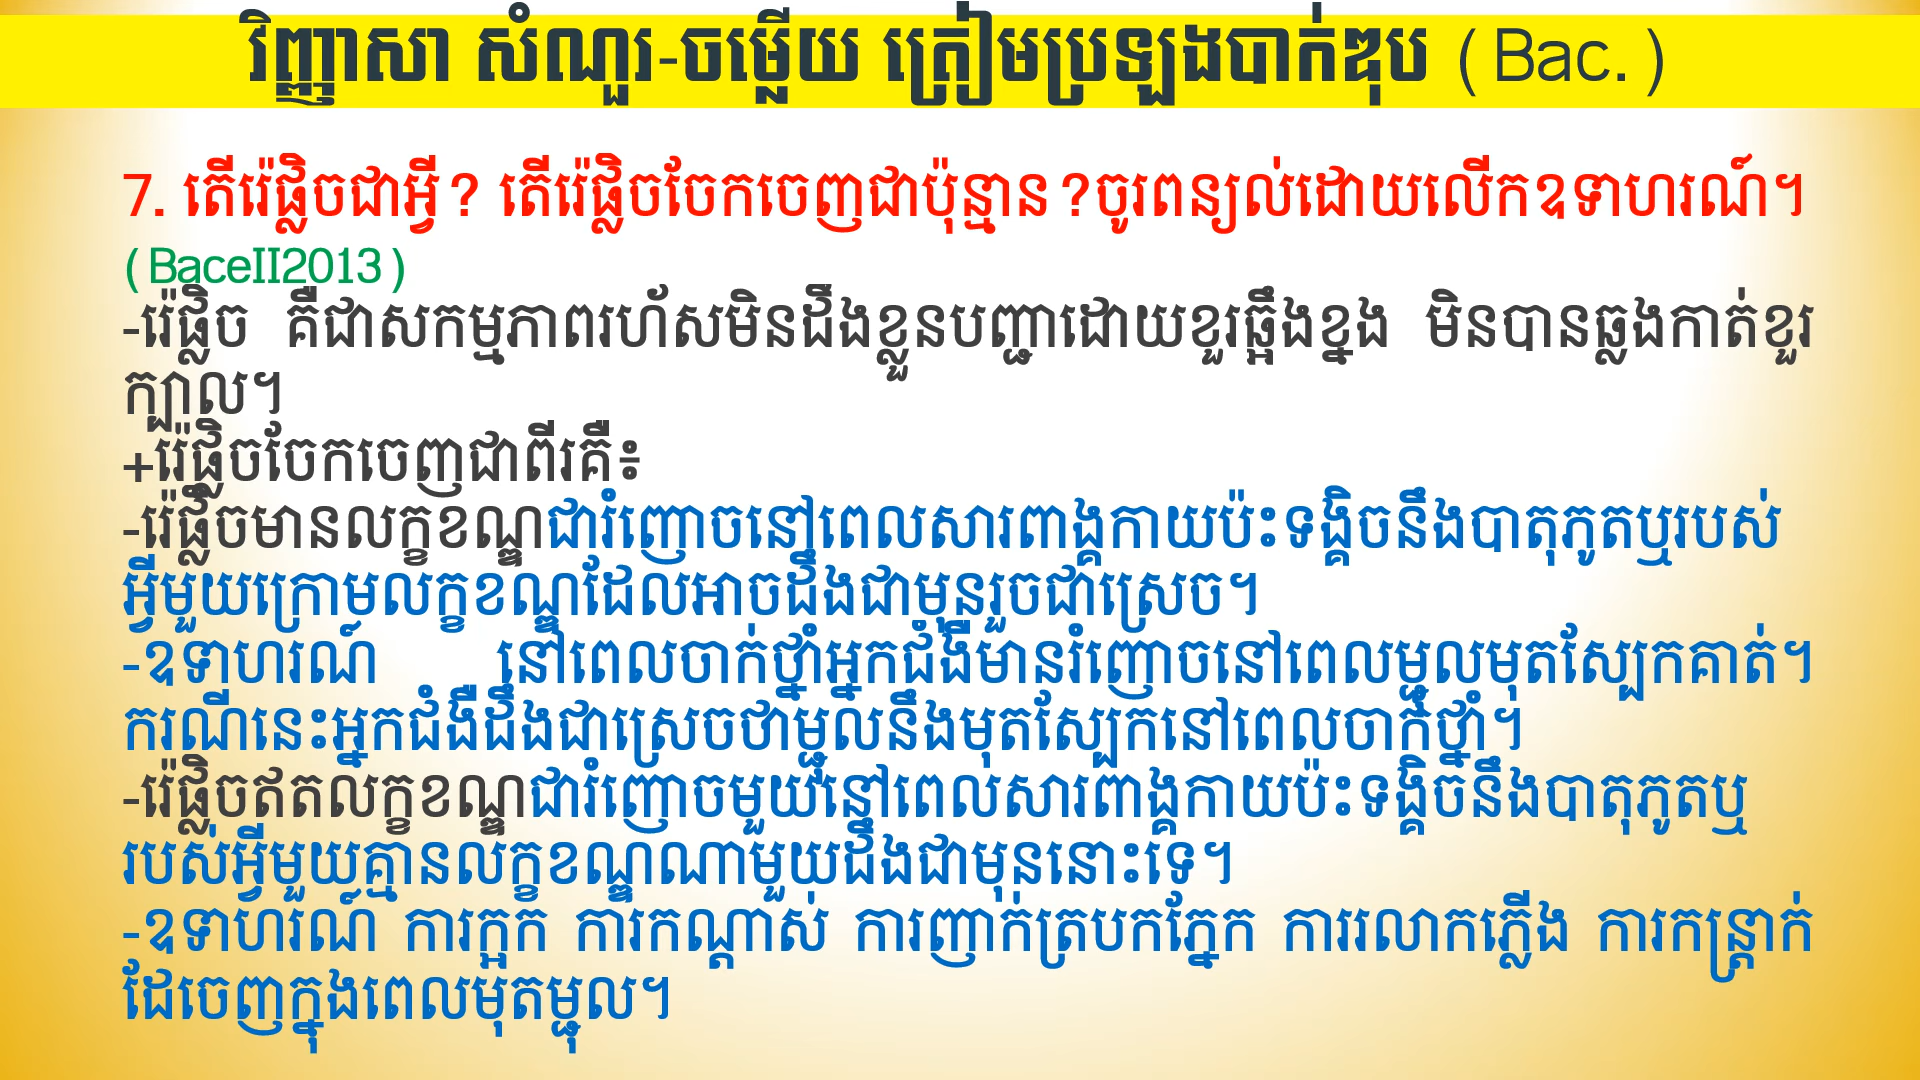 វិញ្ញាសា សំណួរ-ចម្លើយ ត្រៀមប្រឡងបាក់ឌុប (Bac.)
7. តើរ៉េផ្លិចជាអ្វី? តើរ៉េផ្លិចចែកចេញជាប៉ុន្មាន?ចូរពន្យល់ដោយលើកឧទាហរណ៍។
(BaceII2013)
-រ៉េផ្លិច គឺជាសកម្មភាពរហ័សមិនដឹងខ្លួនបញ្ជាដោយខួរឆ្អឹងខ្នង មិនបានឆ្លងកាត់ខួរ
ក្បាល។
+រ៉េផ្លិចចែកចេញជាពីរគឺ៖
-រ៉េផ្លិចមានលក្ខខណ្ឌជារំញោចនៅពេលសារពាង្គកាយប៉ះទង្គិចនឹងបាតុភូតឬរបស់
អ្វីមួយក្រោមលក្ខខណ្ឌដែលអាចដឹងជាមុនរួចជាស្រេច។
-ឧទាហរណ៍ នៅពេលចាក់ថ្នាំអ្នកជំងឺមានរំញោចនៅពេលម្ជុលមុតស្បែកគាត់។
ករណីនេះអ្នកជំងឺដឹងជាស្រេចថាម្ជុលនឹងមុតស្បែកនៅពេលចាក់ថ្នាំ។
-រ៉េផ្លិចឥតលក្ខខណ្ឌជារំញោចមួយនៅពេលសារពាង្គកាយប៉ះទង្គិចនឹងបាតុភូតឬ
របស់អ្វីមួយគ្មានលក្ខខណ្ឌណាមួយដឹងជាមុននោះទេ។
-ឧទាហរណ៍ ការក្អក ការកណ្តាស់ ការញាក់ត្របកភ្នែក ការរលាកភ្លើង ការកន្ត្រាក់
ដៃចេញក្នុងពេលមុតម្ជុល។